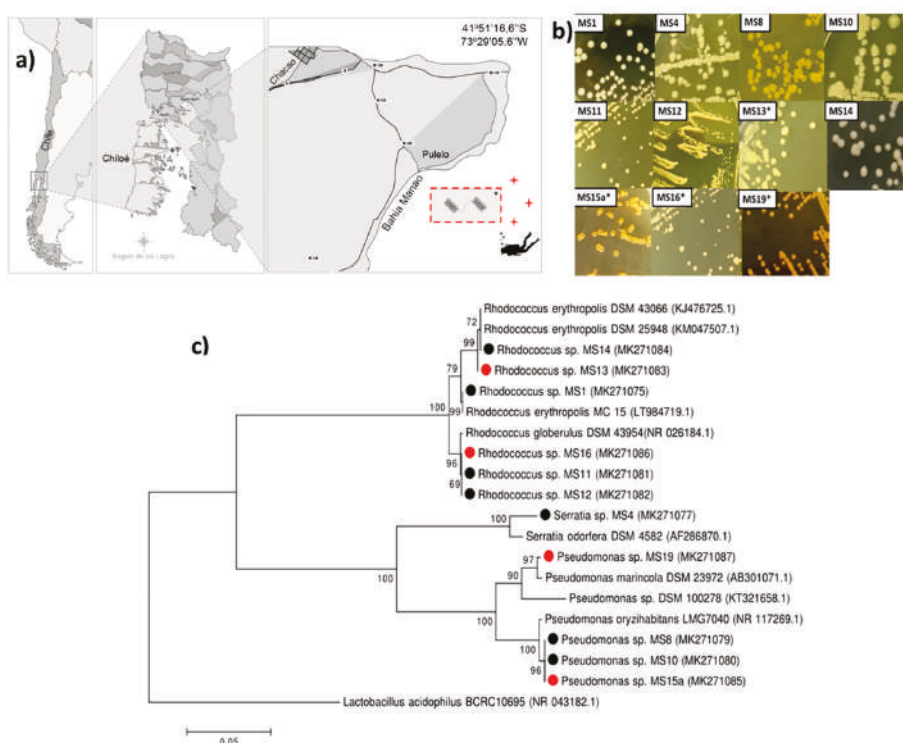 a)
41º51'16,6"S
73º29'05.6"W
Chile
Chiloé
Chacao
Pulelo
Bahia Manao
b)
MS1
MS4
MS8
MS10
MS11
MS12
MS13*
MS14
MS15a*
MS16*
MS19*
c)
Rhodococcus erythropolis DSM 43066 (KJ476725.1)
72
Rhodococcus erythropolis DSM 25948 (KM047507.1)
99
Rhodococcus sp. MS14 (MK271084)
Rhodococcus sp. MS13 (MK271083)
79
Rhodococcus sp. MS1 (MK271075)
100
99
Rhodococcus erythropolis MC 15 (LT984719.1)
Rhodococcus globerulus DSM 43954(NR 026184.1)
Rhodococcus sp. MS16 (MK271086)
96
Rhodococcus sp. MS11 (MK271081)
69
Rhodococcus sp. MS12 (MK271082)
Serratia sp. MS4 (MK271077)
100
Serratia odorfera DSM 4582 (AF286870.1)
Pseudomonas sp. MS19 (MK271087)
97
90
Pseudomonas marincola DSM 23972 (AB301071.1)
100
Pseudomonas sp. DSM 100278 (KT321658.1)
100
Pseudomonas oryzihabitans LMG7040 (NR 117269.1)
Pseudomonas sp. MS8 (MK271079)
100
Pseudomonas sp. MS10 (MK271080)
96
Pseudomonas sp. MS15a (MK271085)
Lactobacillus acidophilus BCRC10695 (NR 043182.1)
0.05